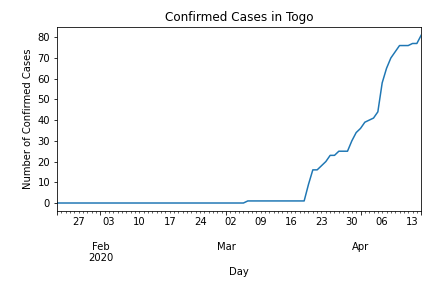 Confirmed Cases in Togo
Number of Confirmed Cases
80
70
60
50
40
30
20
10
0
27 03 10 17 24 02 09 16 23 30 06 13
Feb Mar Apr
2020
Day